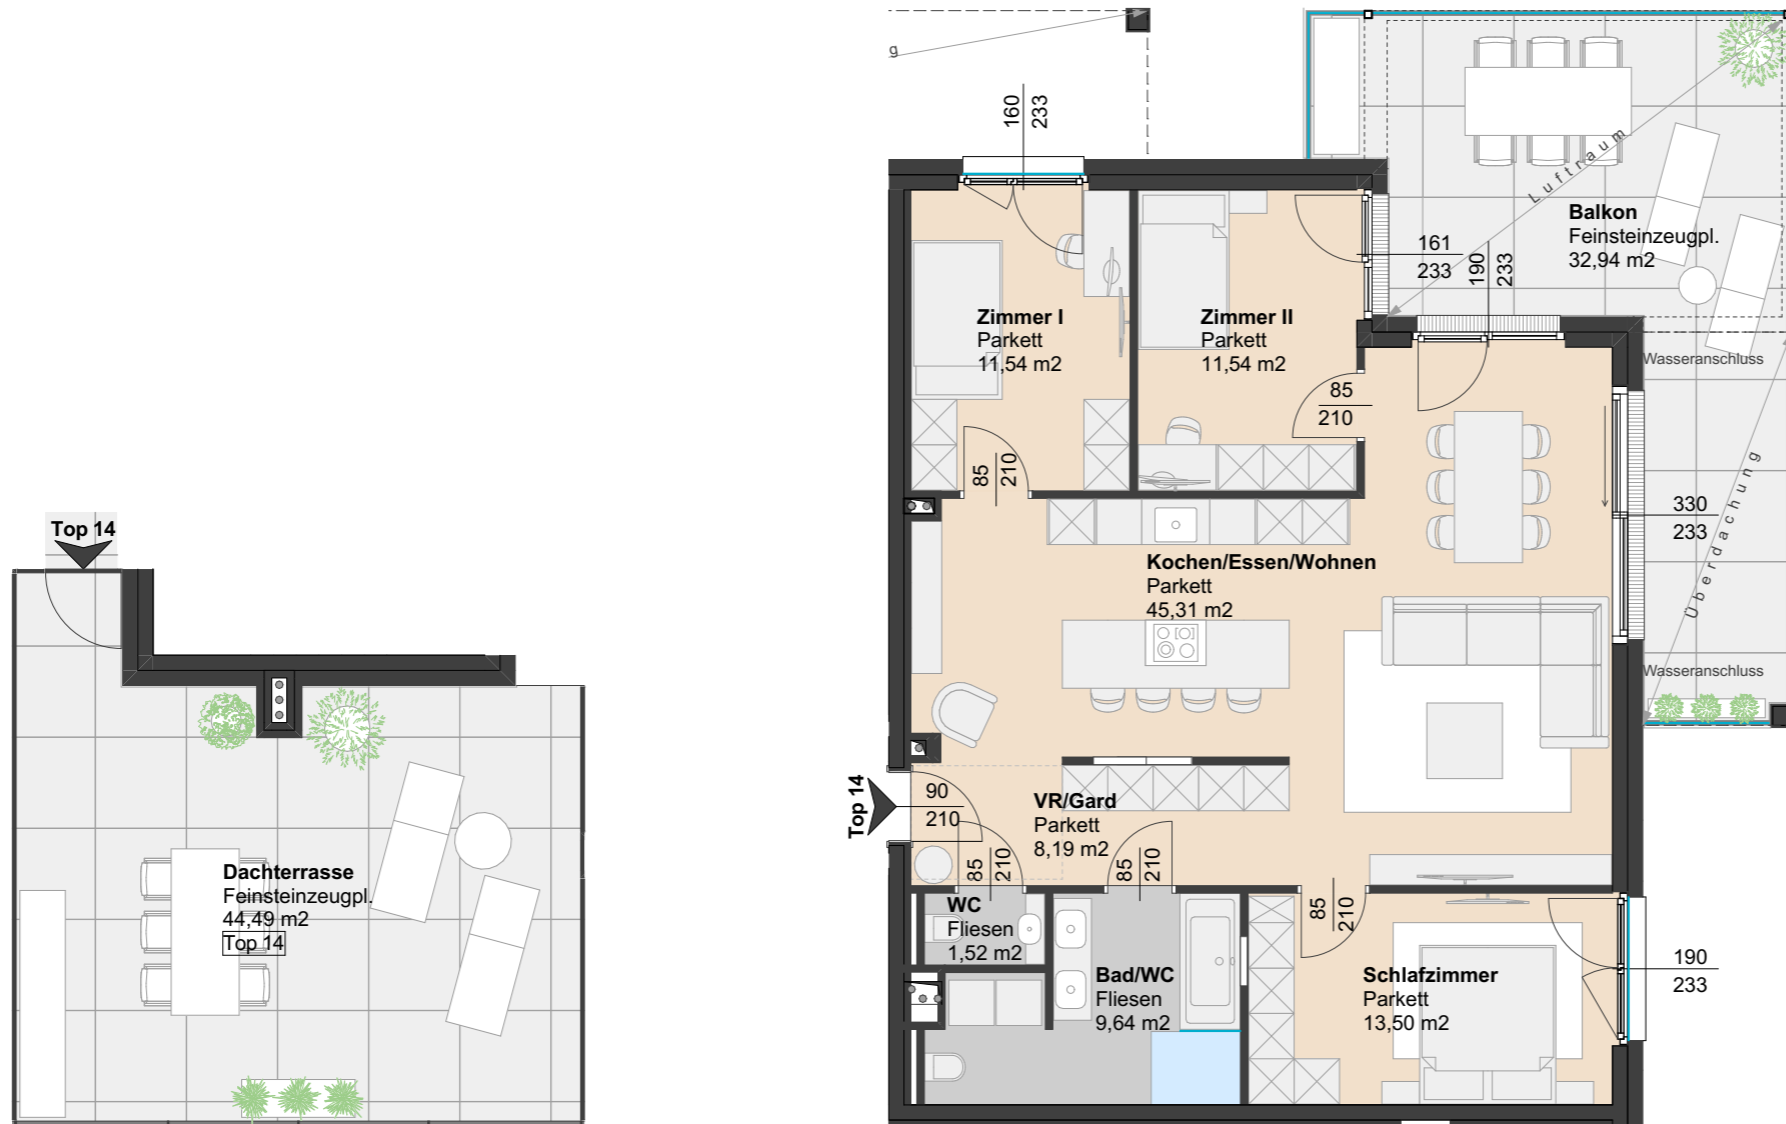 g
160
233
Luftraum
Balkon
Feinsteinzeugpl.
32,94 m2
161
233
190
233
Zimmer I
Parkett
11,54 m2
Zimmer II
Parkett
11,54 m2
Wasseranschluss
85
210
85
210
Überdachung
330
233
Top 14
Kochen/Essen/Wohnen
Parkett
45,31 m2
Wasseranschluss
Top 14
90
210
VR/Gard
Parkett
8,19 m2
85
210
85
210
Dachterrasse
Feinsteinzeugpl.
44,49 m2
Top 14
WC
Fliesen
1,52 m2
85
210
Bad/WC
Fliesen
9,64 m2
Schlafzimmer
Parkett
13,50 m2
190
233